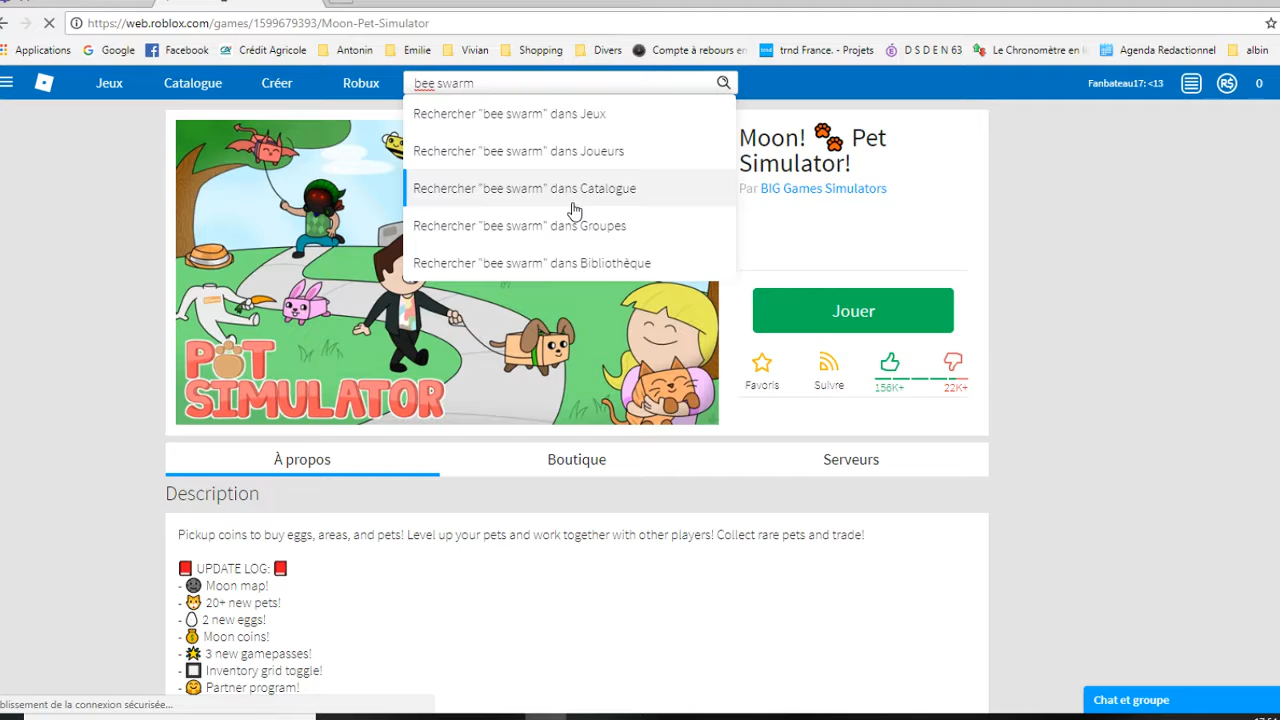 https://web.roblox.com/games/1599679393/Moon-Pet-Simulator
Applications Google Facebook Crédit Agricole Antonin Emilie Vivian Shopping Divers Compte à rebours en trnd France. - Projets D S D E N 63 Le Chronomètre en Agenda Redactionnel albin
Jeux Catalogue Créer Robux bee swarm Fanbateau17: <13 R$ 0
Rechercher "bee swarm" dans Jeux
Rechercher "bee swarm" dans Joueurs
Rechercher "bee swarm" dans Catalogue
Rechercher "bee swarm" dans Groupes
Rechercher "bee swarm" dans Bibliothèque
PET
SIMULATOR
Moon! Pet
Simulator!
Par BIG Games Simulators
Jouer
Favoris Suivre 156K+ 22K+
À propos Boutique Serveurs
Description
Pickup coins to buy eggs, areas, and pets! Level up your pets and work together with other players! Collect rare pets and trade!
UPDATE LOG:
- Moon map!
- 20+ new pets!
- 2 new eggs!
- Moon coins!
- 3 new gamepasses!
- Inventory grid toggle!
- Partner program!
blissement de la connexion sécurisée...
Chat et groupe